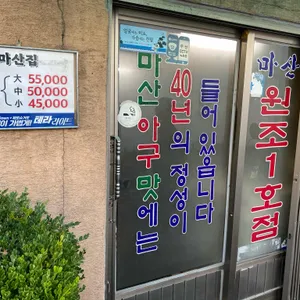 마산집
大 55,000
中 50,000
小 45,000
테라
마산 아구 맛에는
40년의 정성이
들어 있습니다
마산
원조 1호점